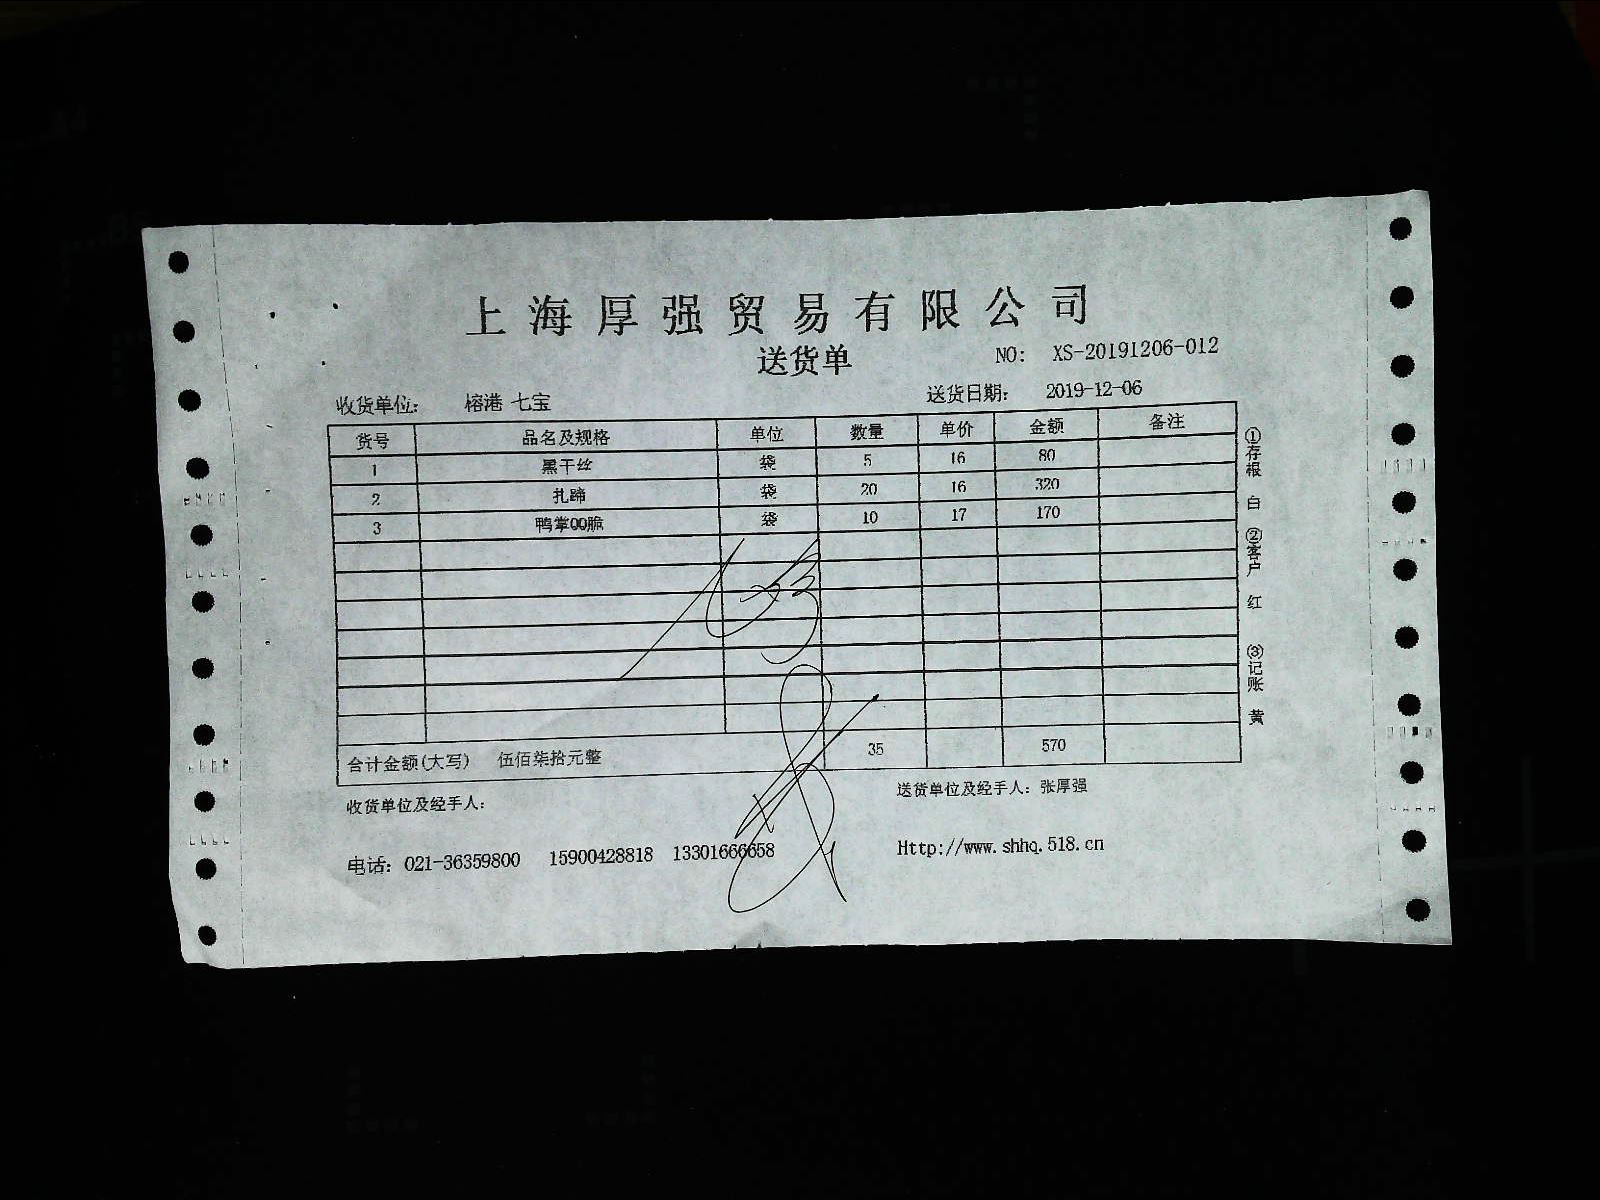 上海厚强贸易有限公司
送货单 NO: XS-20191206-012
收货单位: 榕港 七宝 送货日期: 2019-12-06
货号 品名及规格 单位 数量 单价 金额 备注
1 黑干丝 袋 5 16 80
2 扎蹄 袋 20 16 320
3 鸭掌00脆 袋 10 17 170
合计金额(大写) 伍佰柒拾元整 35 570
①存根 白 ②客户 红 ③记账 黄
收货单位及经手人: 送货单位及经手人: 张厚强
电话: 021-36359800 15900428818 13301666658 Http://www.shhq.518.cn